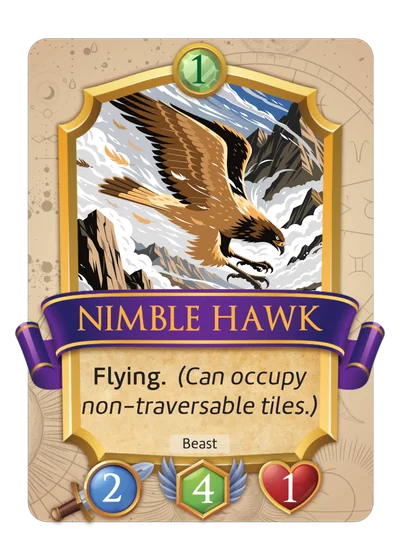 1
NIMBLE HAWK
Flying. (Can occupy
non-traversable tiles.)
Beast
2 4 1